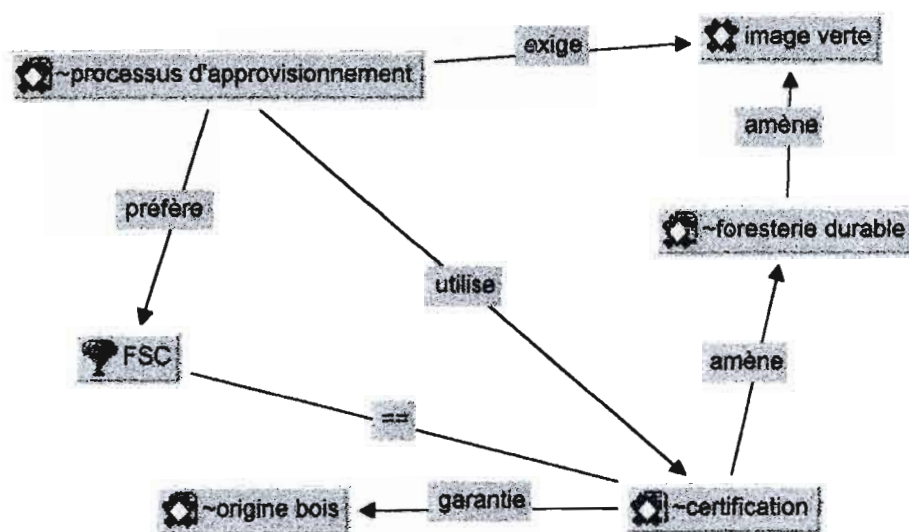 exige
image verte
~processus d'approvisionnement
amène
préfère
~foresterie durable
utilise
FSC
amène
==
~origine bois
garantie
~certification